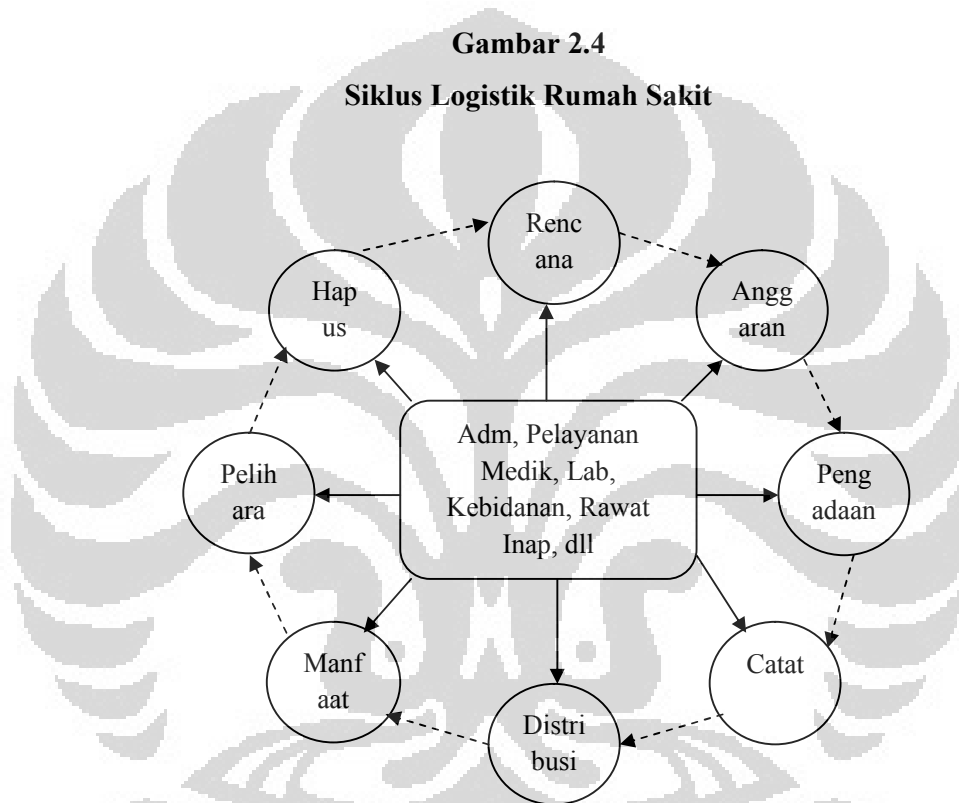 Gambar 2.4
Siklus Logistik Rumah Sakit
Renc
ana
Angg
aran
Peng
adaan
Catat
Distri
busi
Manf
aat
Pelih
ara
Hap
us
Adm, Pelayanan
Medik, Lab,
Kebidanan, Rawat
Inap, dll